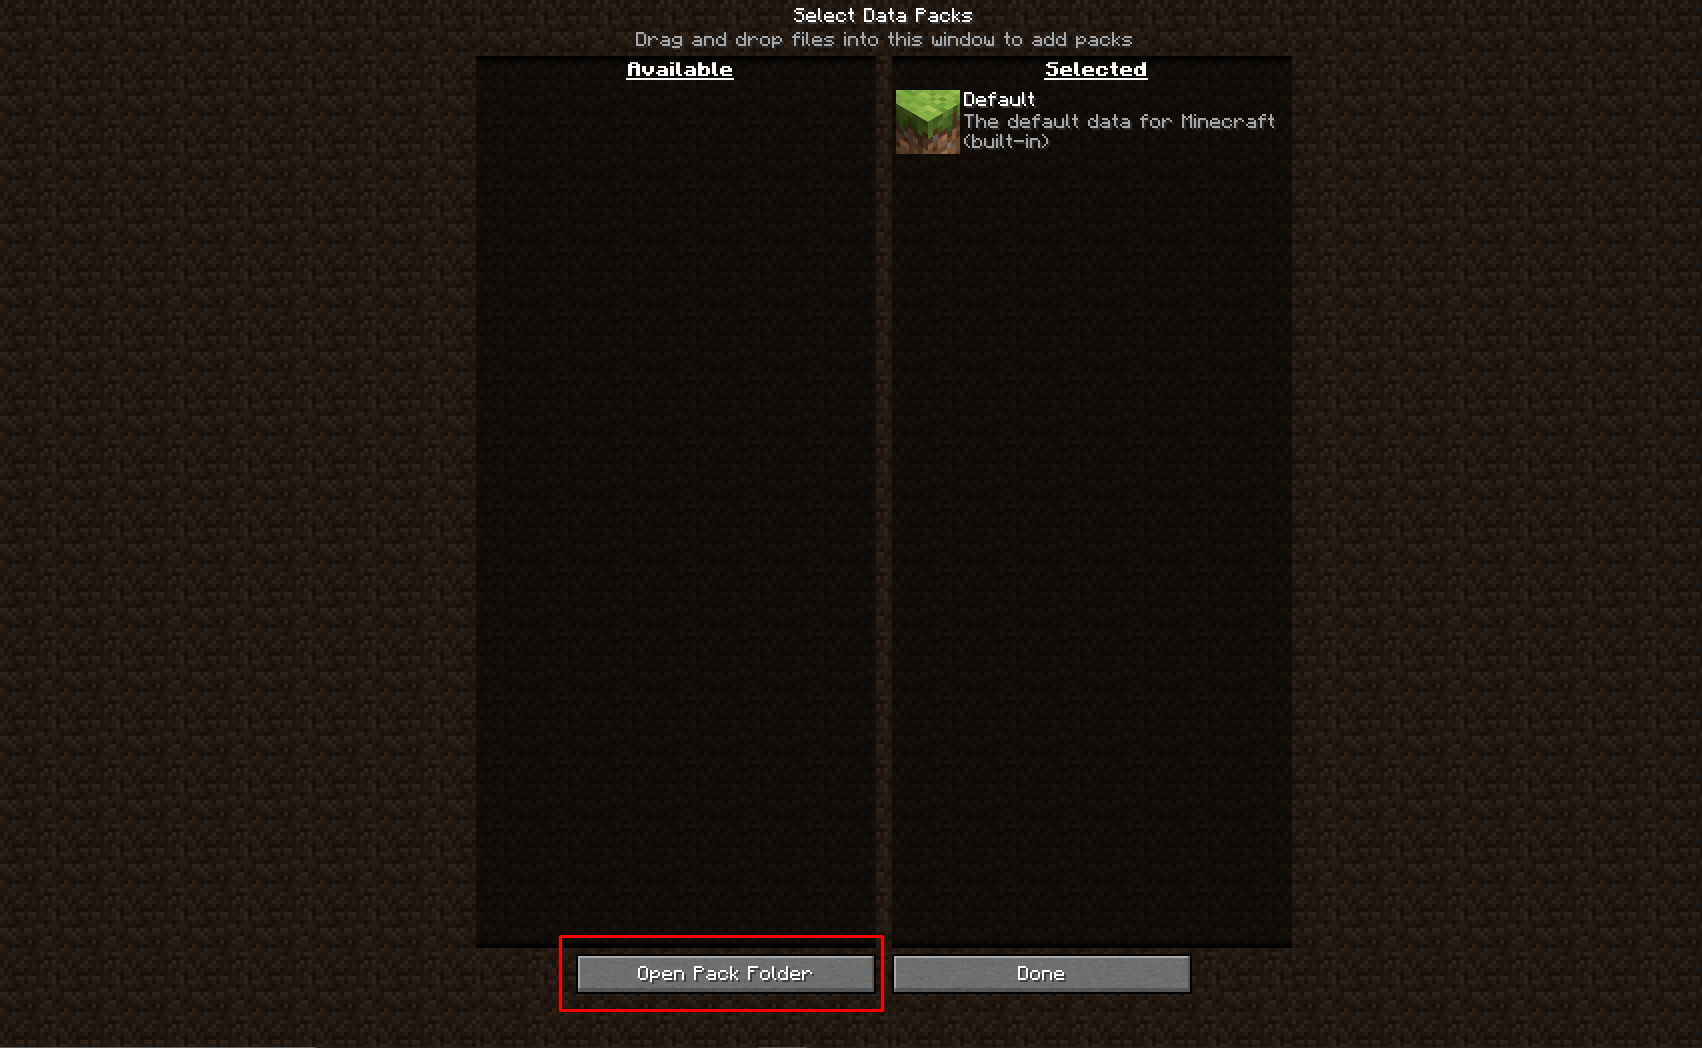 Select Data Packs
Drag and drop files into this window to add packs
Available
Selected
Default
The default data for Minecraft
(built-in)
Open Pack Folder
Done